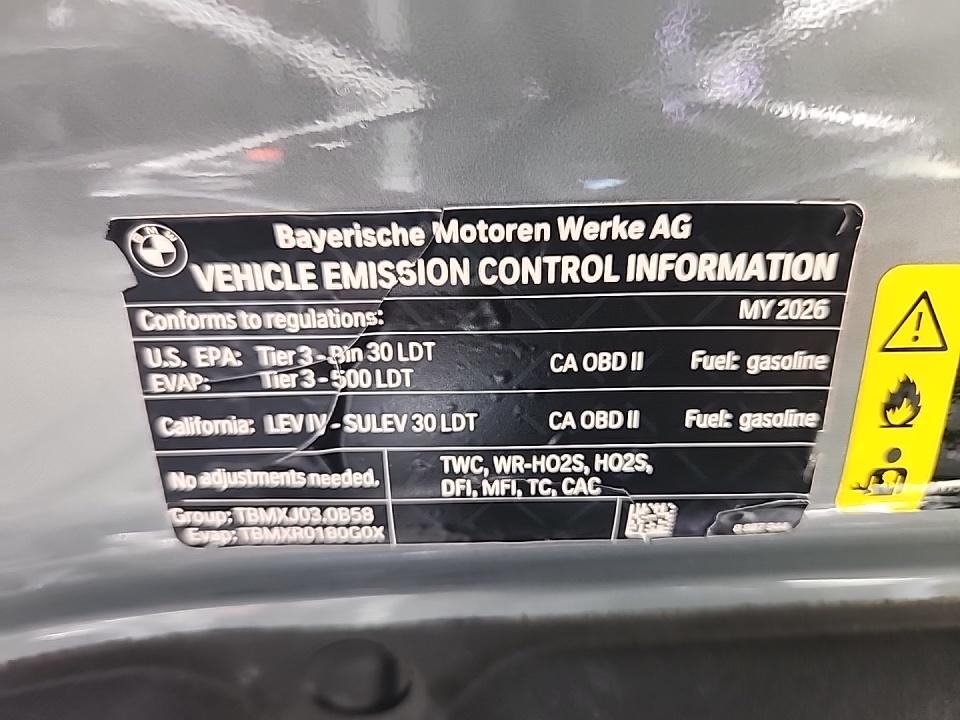 BMW
Bayerische Motoren Werke AG
VEHICLE EMISSION CONTROL INFORMATION
Conforms to regulations: MY 2026
U.S. EPA: Tier 3 - Bin 30 LDT CA OBD II Fuel: gasoline
EVAP: Tier 3 - 500 LDT
California: LEV IV - SULEV 30 LDT CA OBD II Fuel: gasoline
No adjustments needed.
TWC, WR-HO2S, HO2S,
DFI, MFI, TC, CAC
Group: TBMXJ03.0B58
Evap: TBMXR0180G0X